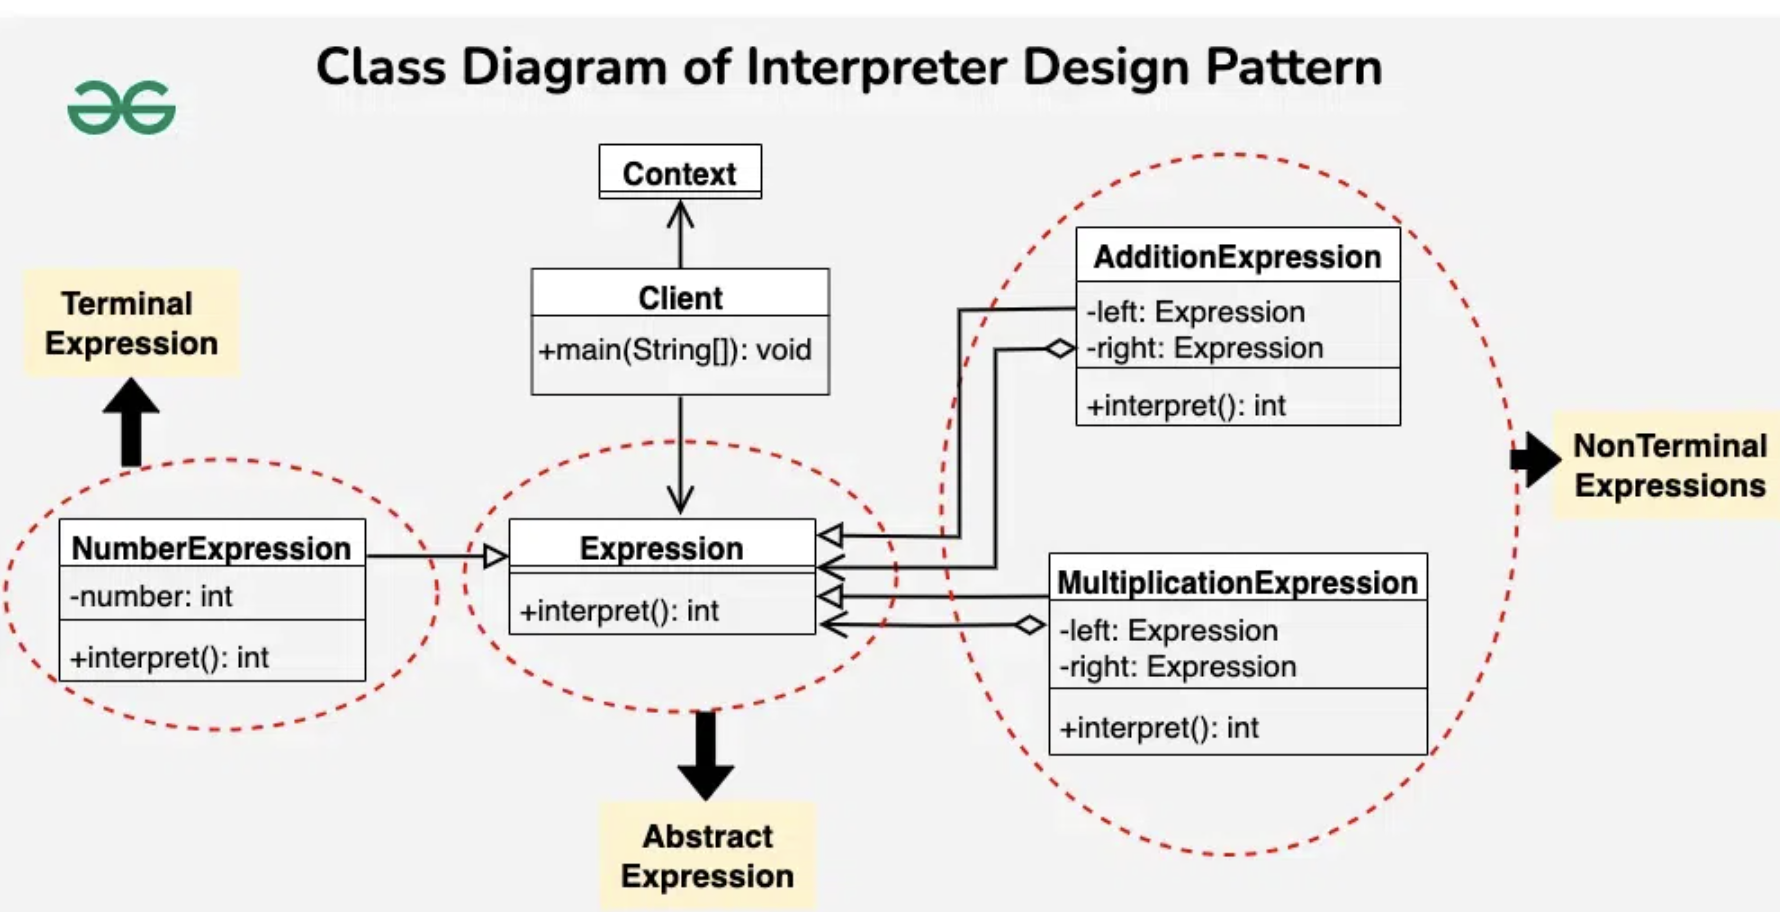 Class Diagram of Interpreter Design Pattern
Context
Client
+main(String[]): void
Terminal
Expression
NumberExpression
-number: int
+interpret(): int
Expression
+interpret(): int
Abstract
Expression
AdditionExpression
-left: Expression
-right: Expression
+interpret(): int
MultiplicationExpression
-left: Expression
-right: Expression
+interpret(): int
NonTerminal
Expressions